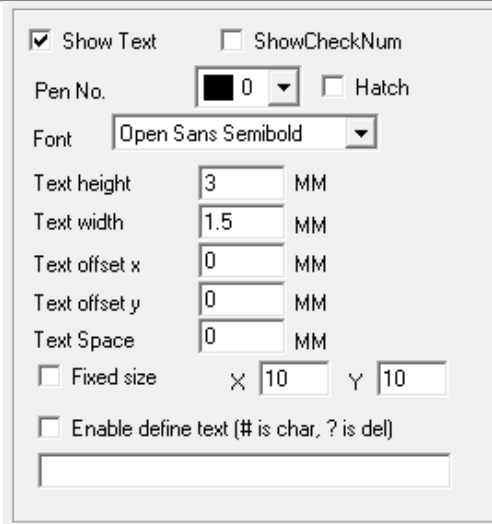 Show Text ShowCheckNum
Pen No. 0 Hatch
Font Open Sans Semibold
Text height 3 MM
Text width 1.5 MM
Text offset x 0 MM
Text offset y 0 MM
Text Space 0 MM
Fixed size X 10 Y 10
Enable define text (# is char, ? is del)